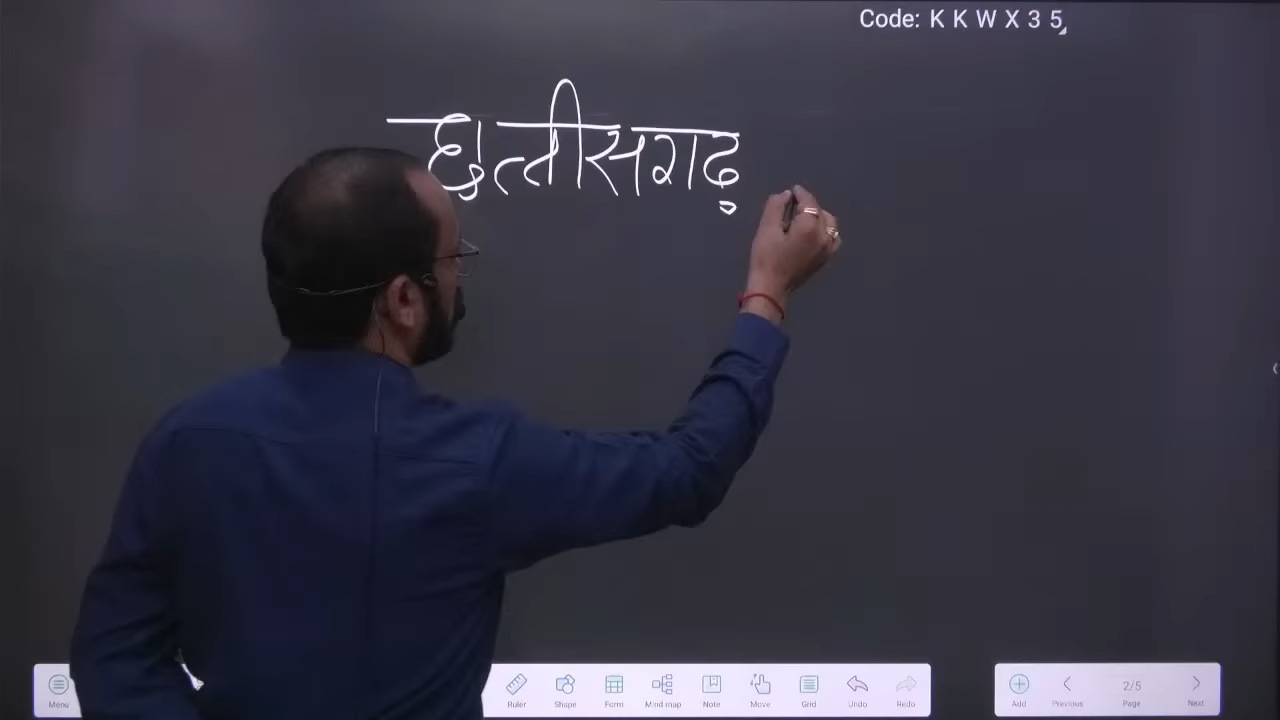 Code: K K W X 3 5
छत्तीसगढ़
Menu Ruler Shape Form Mind map Note Move Grid Undo Redo Add Previous 2/5 Page Next